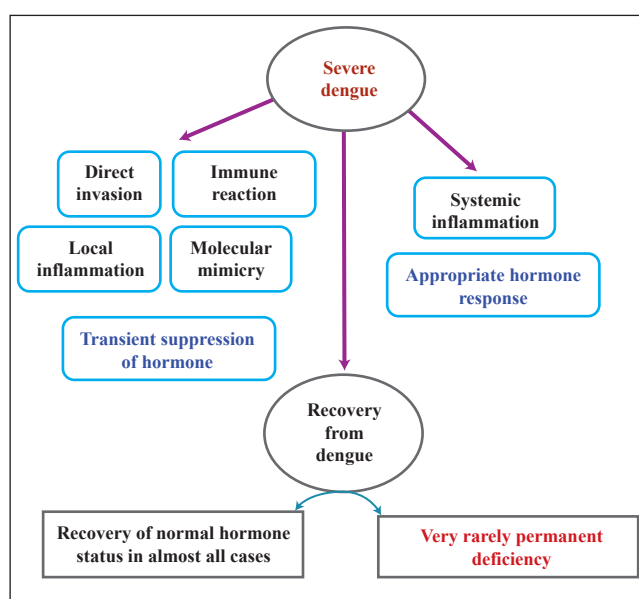 Severe
dengue
Direct
invasion
Immune
reaction
Local
inflammation
Molecular
mimicry
Transient suppression
of hormone
Systemic
inflammation
Appropriate hormone
response
Recovery
from
dengue
Recovery of normal hormone
status in almost all cases
Very rarely permanent
deficiency